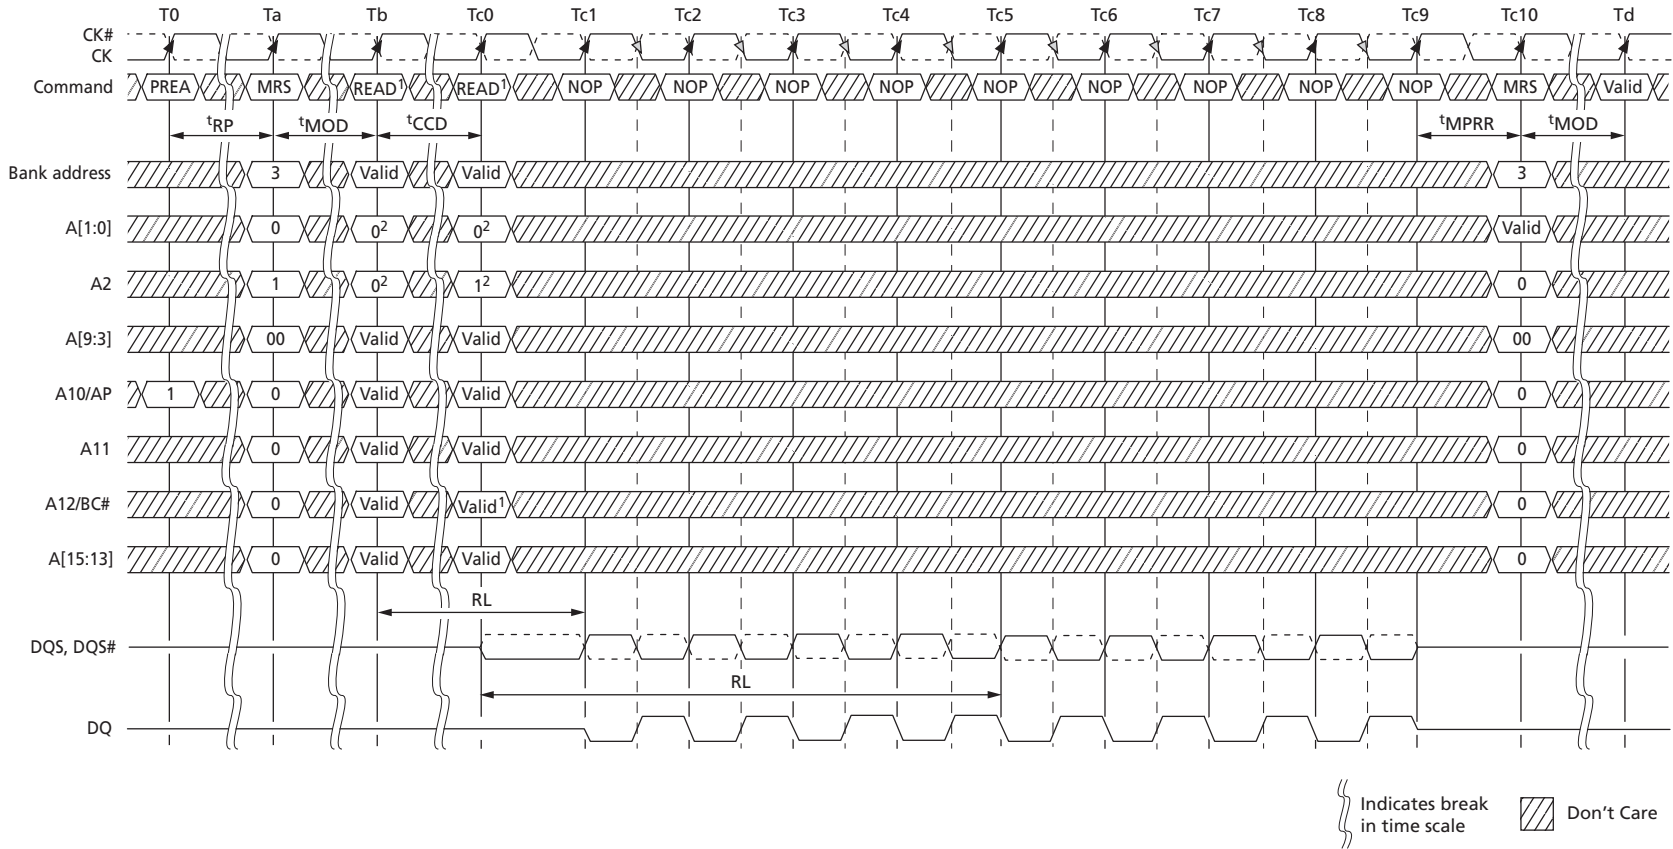 T0 Ta Tb Tc0 Tc1 Tc2 Tc3 Tc4 Tc5 Tc6 Tc7 Tc8 Tc9 Tc10 Td
CK#
CK
Command PREA MRS READ1 READ1 NOP NOP NOP NOP NOP NOP NOP NOP NOP MRS Valid
tRP tMOD tCCD tMPRR tMOD
Bank address 3 Valid Valid 3
A[1:0] 0 02 02 Valid
A2 1 02 12 0
A[9:3] 00 Valid Valid 00
A10/AP 1 0 Valid Valid 0
A11 0 Valid Valid 0
A12/BC# 0 Valid Valid1 0
A[15:13] 0 Valid Valid 0
RL
DQS, DQS#
RL
DQ
Indicates break
in time scale
Don't Care